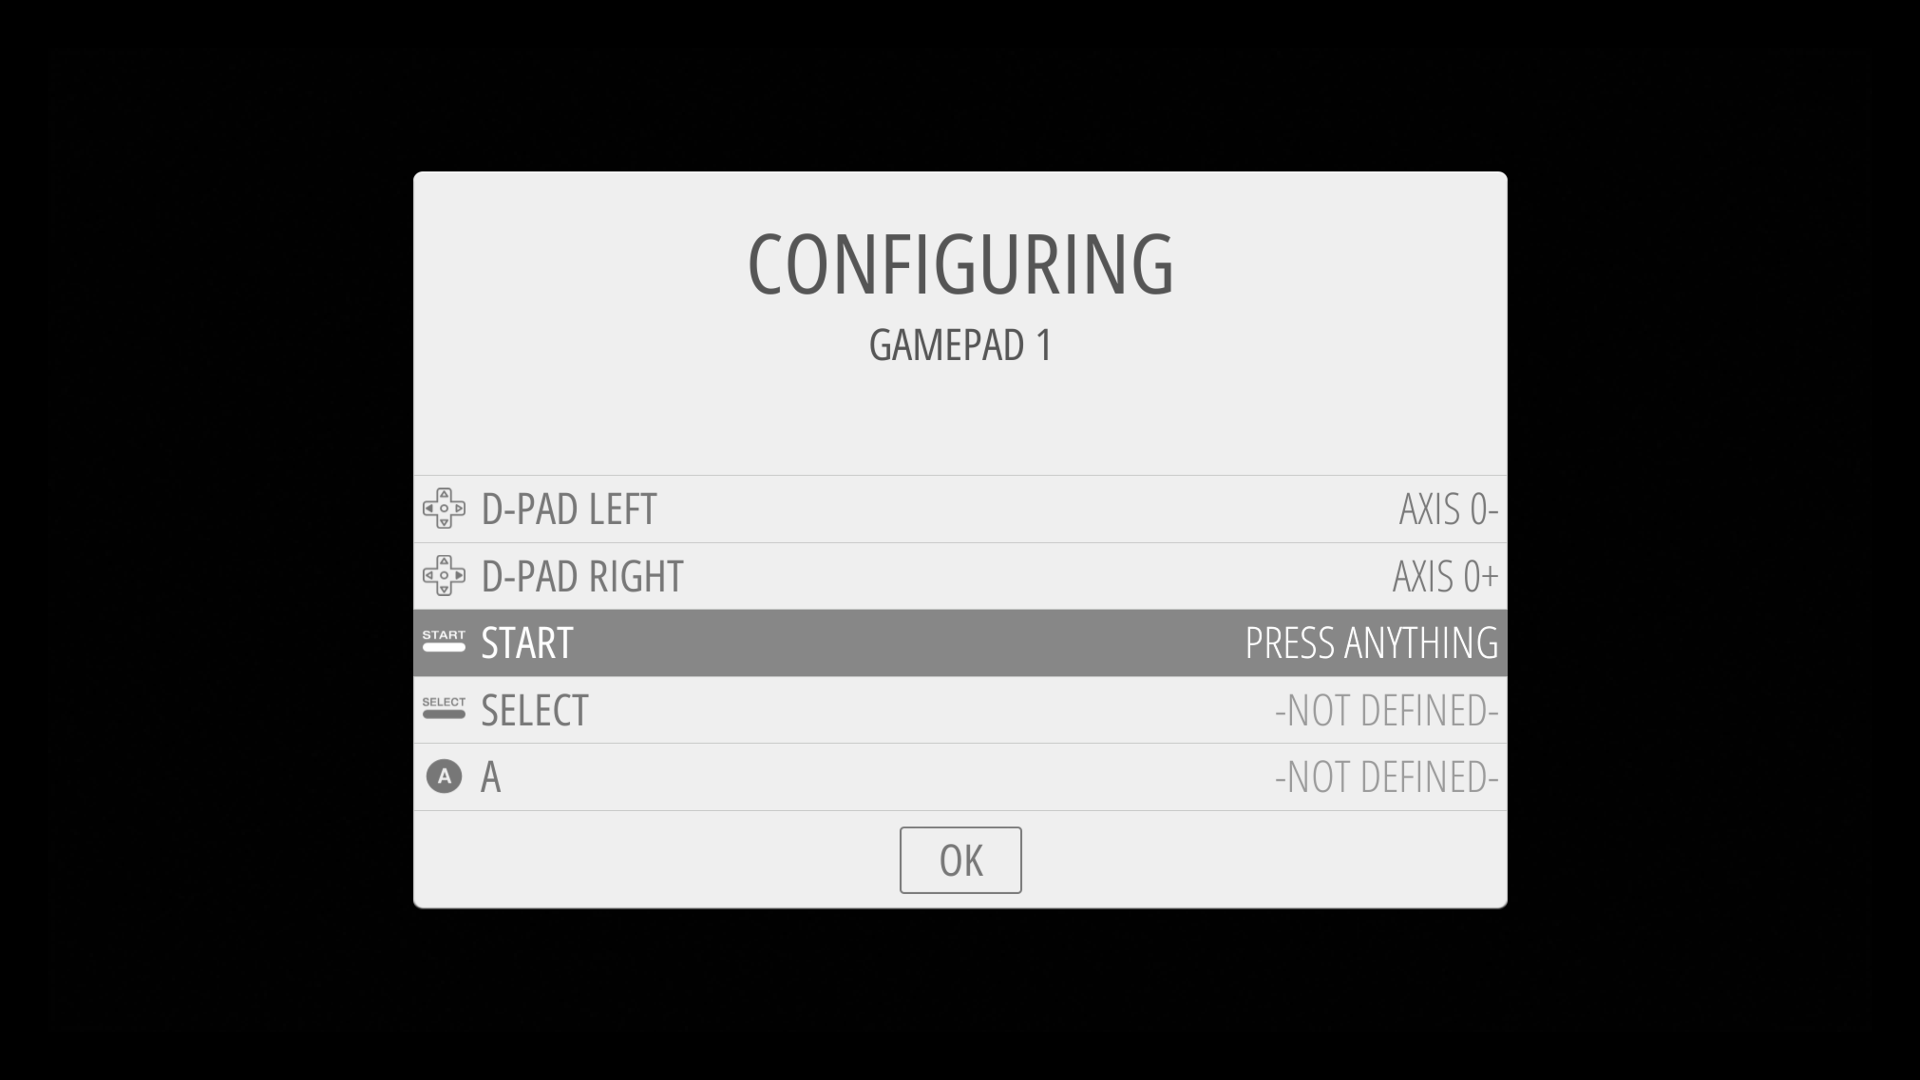 CONFIGURING
GAMEPAD 1
D-PAD LEFT AXIS 0-
D-PAD RIGHT AXIS 0+
START START PRESS ANYTHING
SELECT SELECT -NOT DEFINED-
A A -NOT DEFINED-
OK